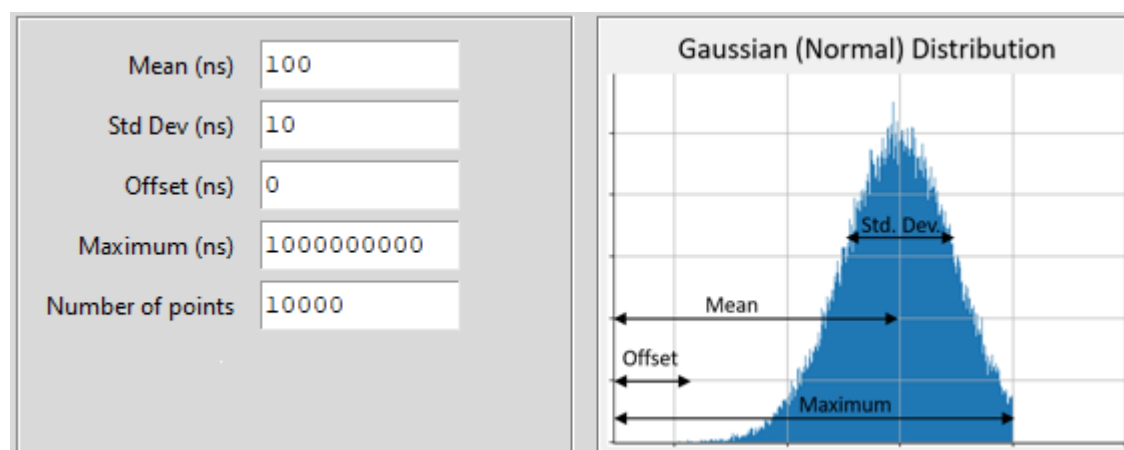 Mean (ns) 100
Std Dev (ns) 10
Offset (ns) 0
Maximum (ns) 1000000000
Number of points 10000
Gaussian (Normal) Distribution
Std. Dev.
Mean
Offset
Maximum